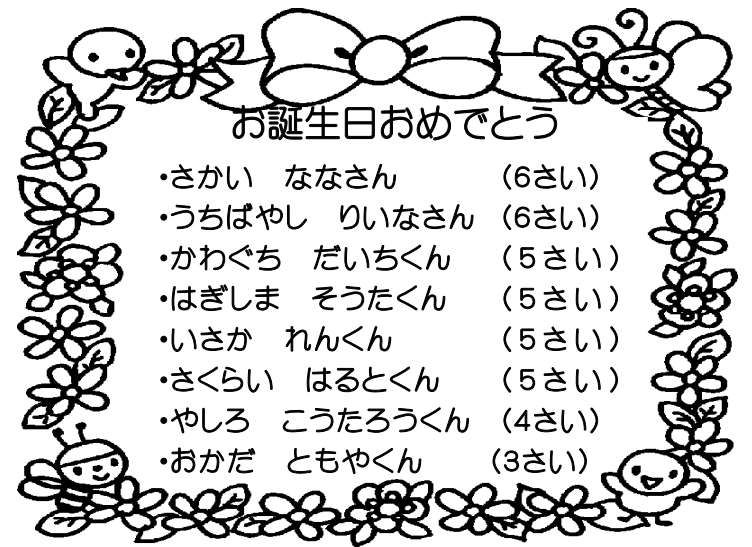 お誕生日おめでとう
・さかい　ななさん　（6さい）
・うちばやし　りいなさん　（6さい）
・かわぐち　だいちくん　（５さい）
・はぎしま　そうたくん　（５さい）
・いさか　れんくん　（５さい）
・さくらい　はるとくん　（５さい）
・やしろ　こうたろうくん　（4さい）
・おかだ　ともやくん　（3さい）